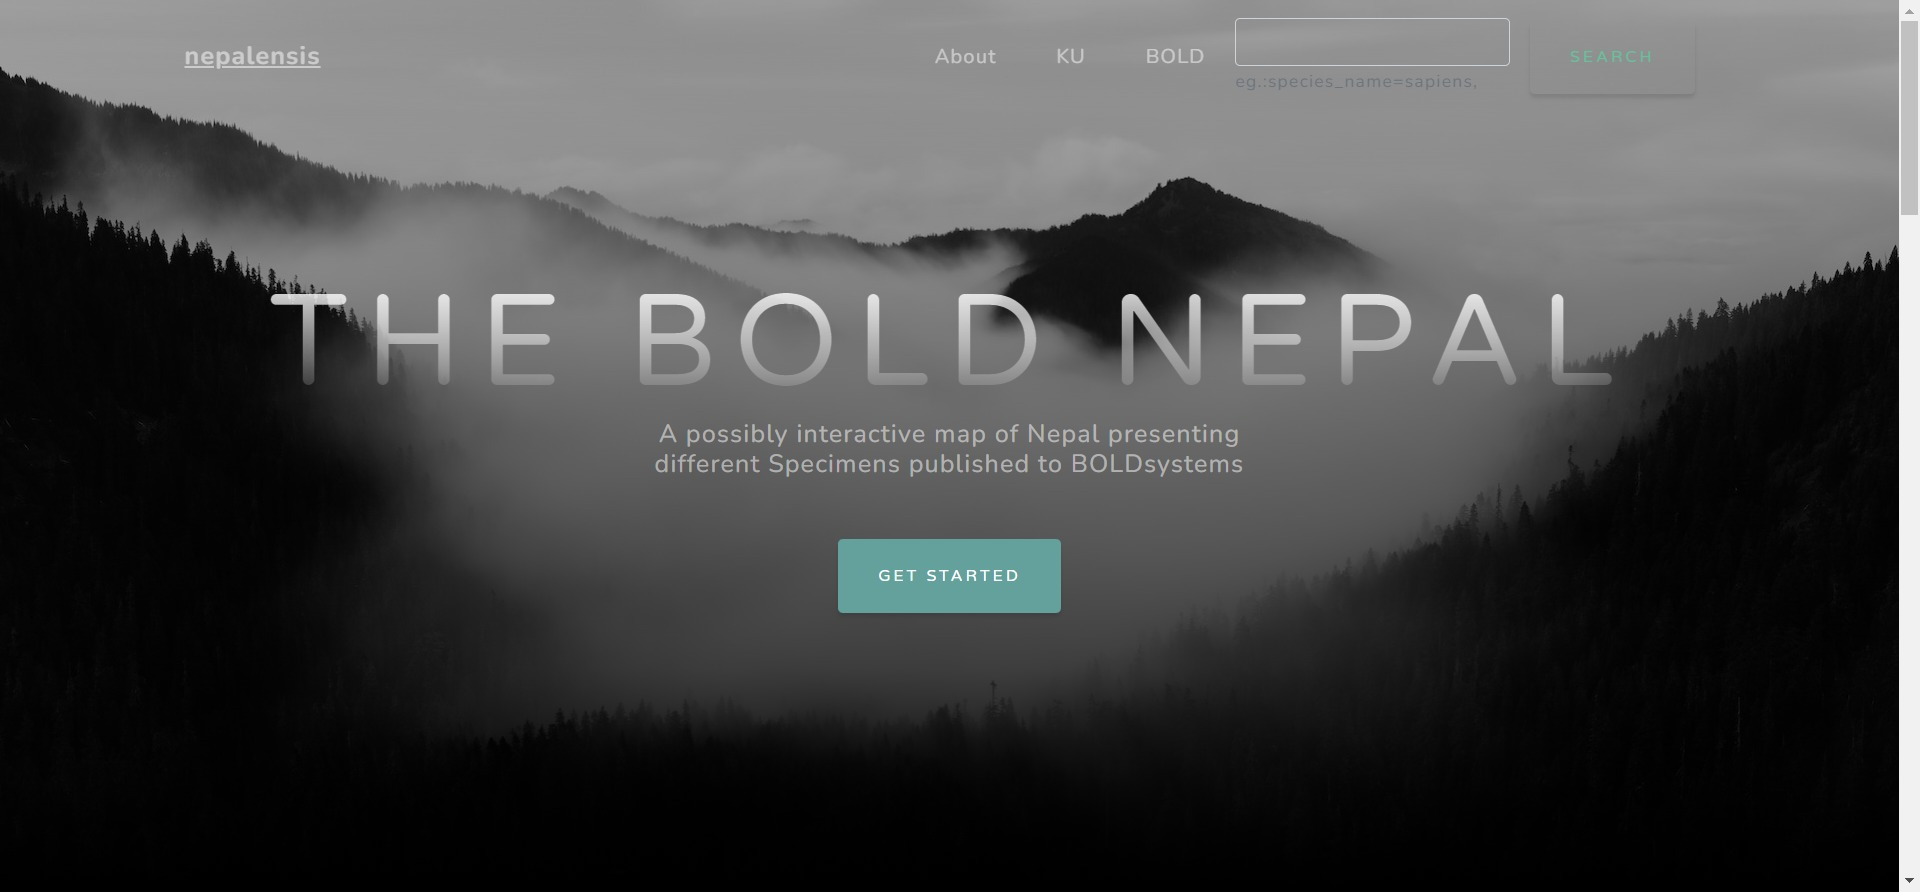 nepalensis
About
KU
BOLD
eg.:species_name=sapiens,
SEARCH
THE BOLD NEPAL
A possibly interactive map of Nepal presenting
different Specimens published to BOLDsystems
GET STARTED